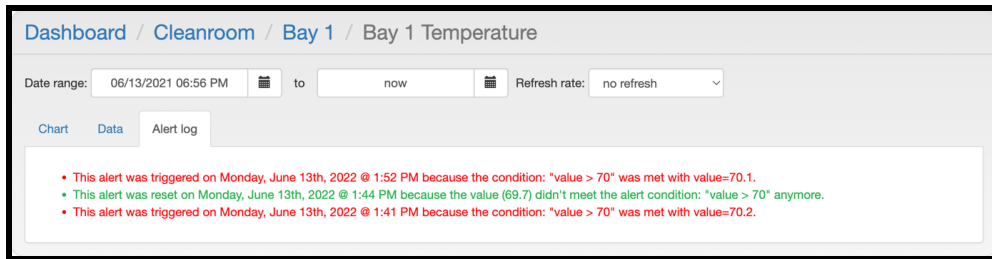 Dashboard / Cleanroom / Bay 1 / Bay 1 Temperature
Date range: 06/13/2021 06:56 PM to now Refresh rate: no refresh
Chart Data Alert log
• This alert was triggered on Monday, June 13th, 2022 @ 1:52 PM because the condition: "value > 70" was met with value=70.1.
• This alert was reset on Monday, June 13th, 2022 @ 1:44 PM because the value (69.7) didn't meet the alert condition: "value > 70" anymore.
• This alert was triggered on Monday, June 13th, 2022 @ 1:41 PM because the condition: "value > 70" was met with value=70.2.